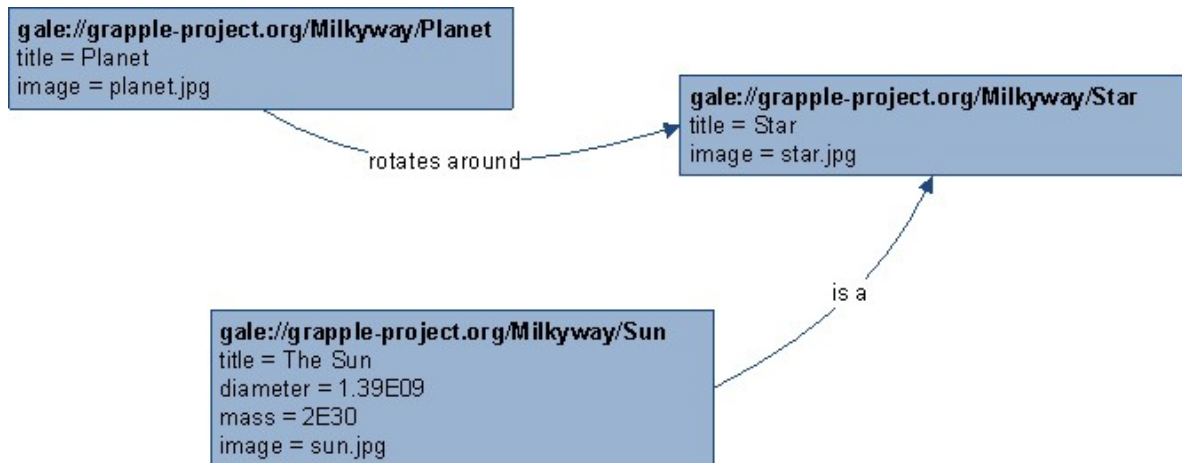 gale://grapple-project.org/Milkyway/Planet
title = Planet
image = planet.jpg
gale://grapple-project.org/Milkyway/Star
title = Star
image = star.jpg
rotates around
is a
gale://grapple-project.org/Milkyway/Sun
title = The Sun
diameter = 1.39E09
mass = 2E30
image = sun.jpg